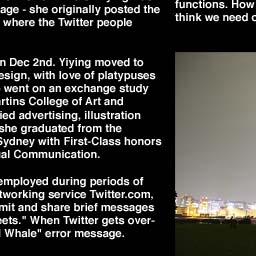 age - she originally posted the
where the Twitter people
n Dec 2nd. Yiying moved to
esign, with love of platypuses
went on an exchange study
rtins College of Art and
ied advertising, illustration
she graduated from the
Sydney with First-Class honors
al Communication.
employed during periods of
tworking service Twitter.com,
mit and share brief messages
ets." When Twitter gets over-
Whale" error message.
functions. How
think we need